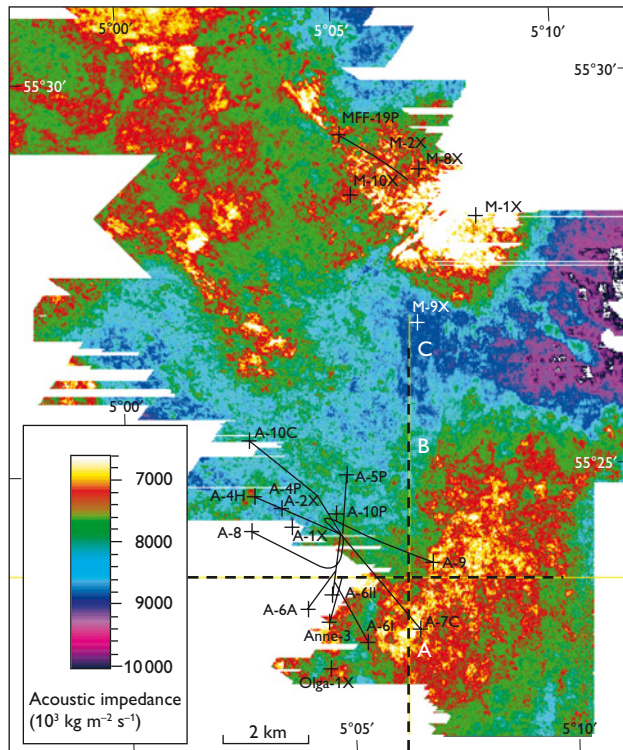 5°00′ 5°05′ 5°10′
55°30′ 55°30′
MFF-19P
M-2X
M-8X
M-10X
M-1X
M-9X
C
5°00′
A-10C
B
55°25′
A-5P
A-4P
A-4H
A-2X
A-10P
A-8
A-1X
A-9
A-6II
A-6A
A-7C
A-6I
Anne-3
A
Olga-1X
7000
8000
9000
10 000
Acoustic impedance
(10³ kg m⁻² s⁻¹)
2 km
5°05′ 5°10′